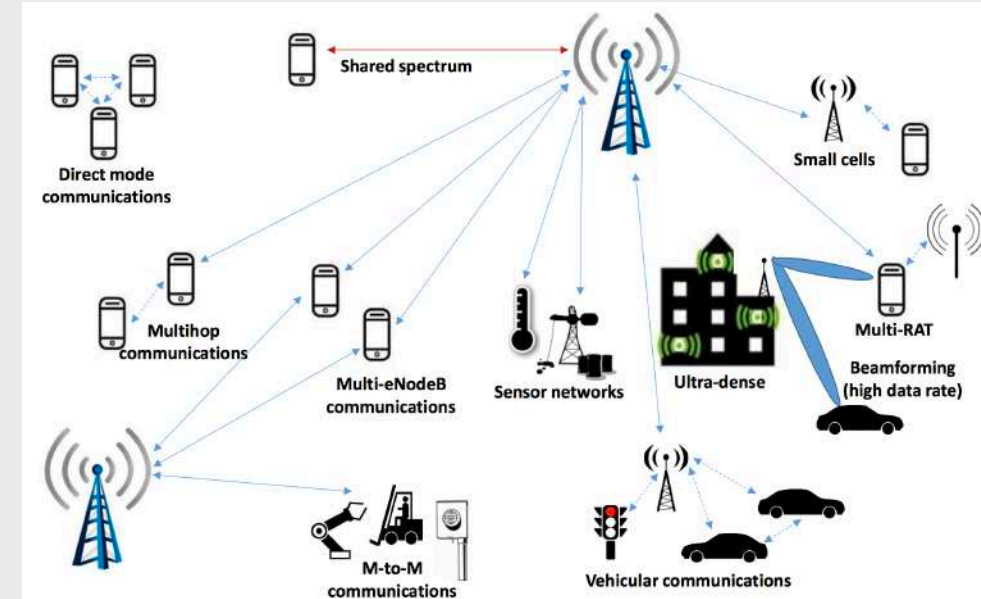 Shared spectrum
Direct mode
communications
Small cells
Multihop
communications
Multi-eNodeB
communications
Sensor networks
Ultra-dense
Multi-RAT
Beamforming
(high data rate)
M-to-M
communications
Vehicular communications